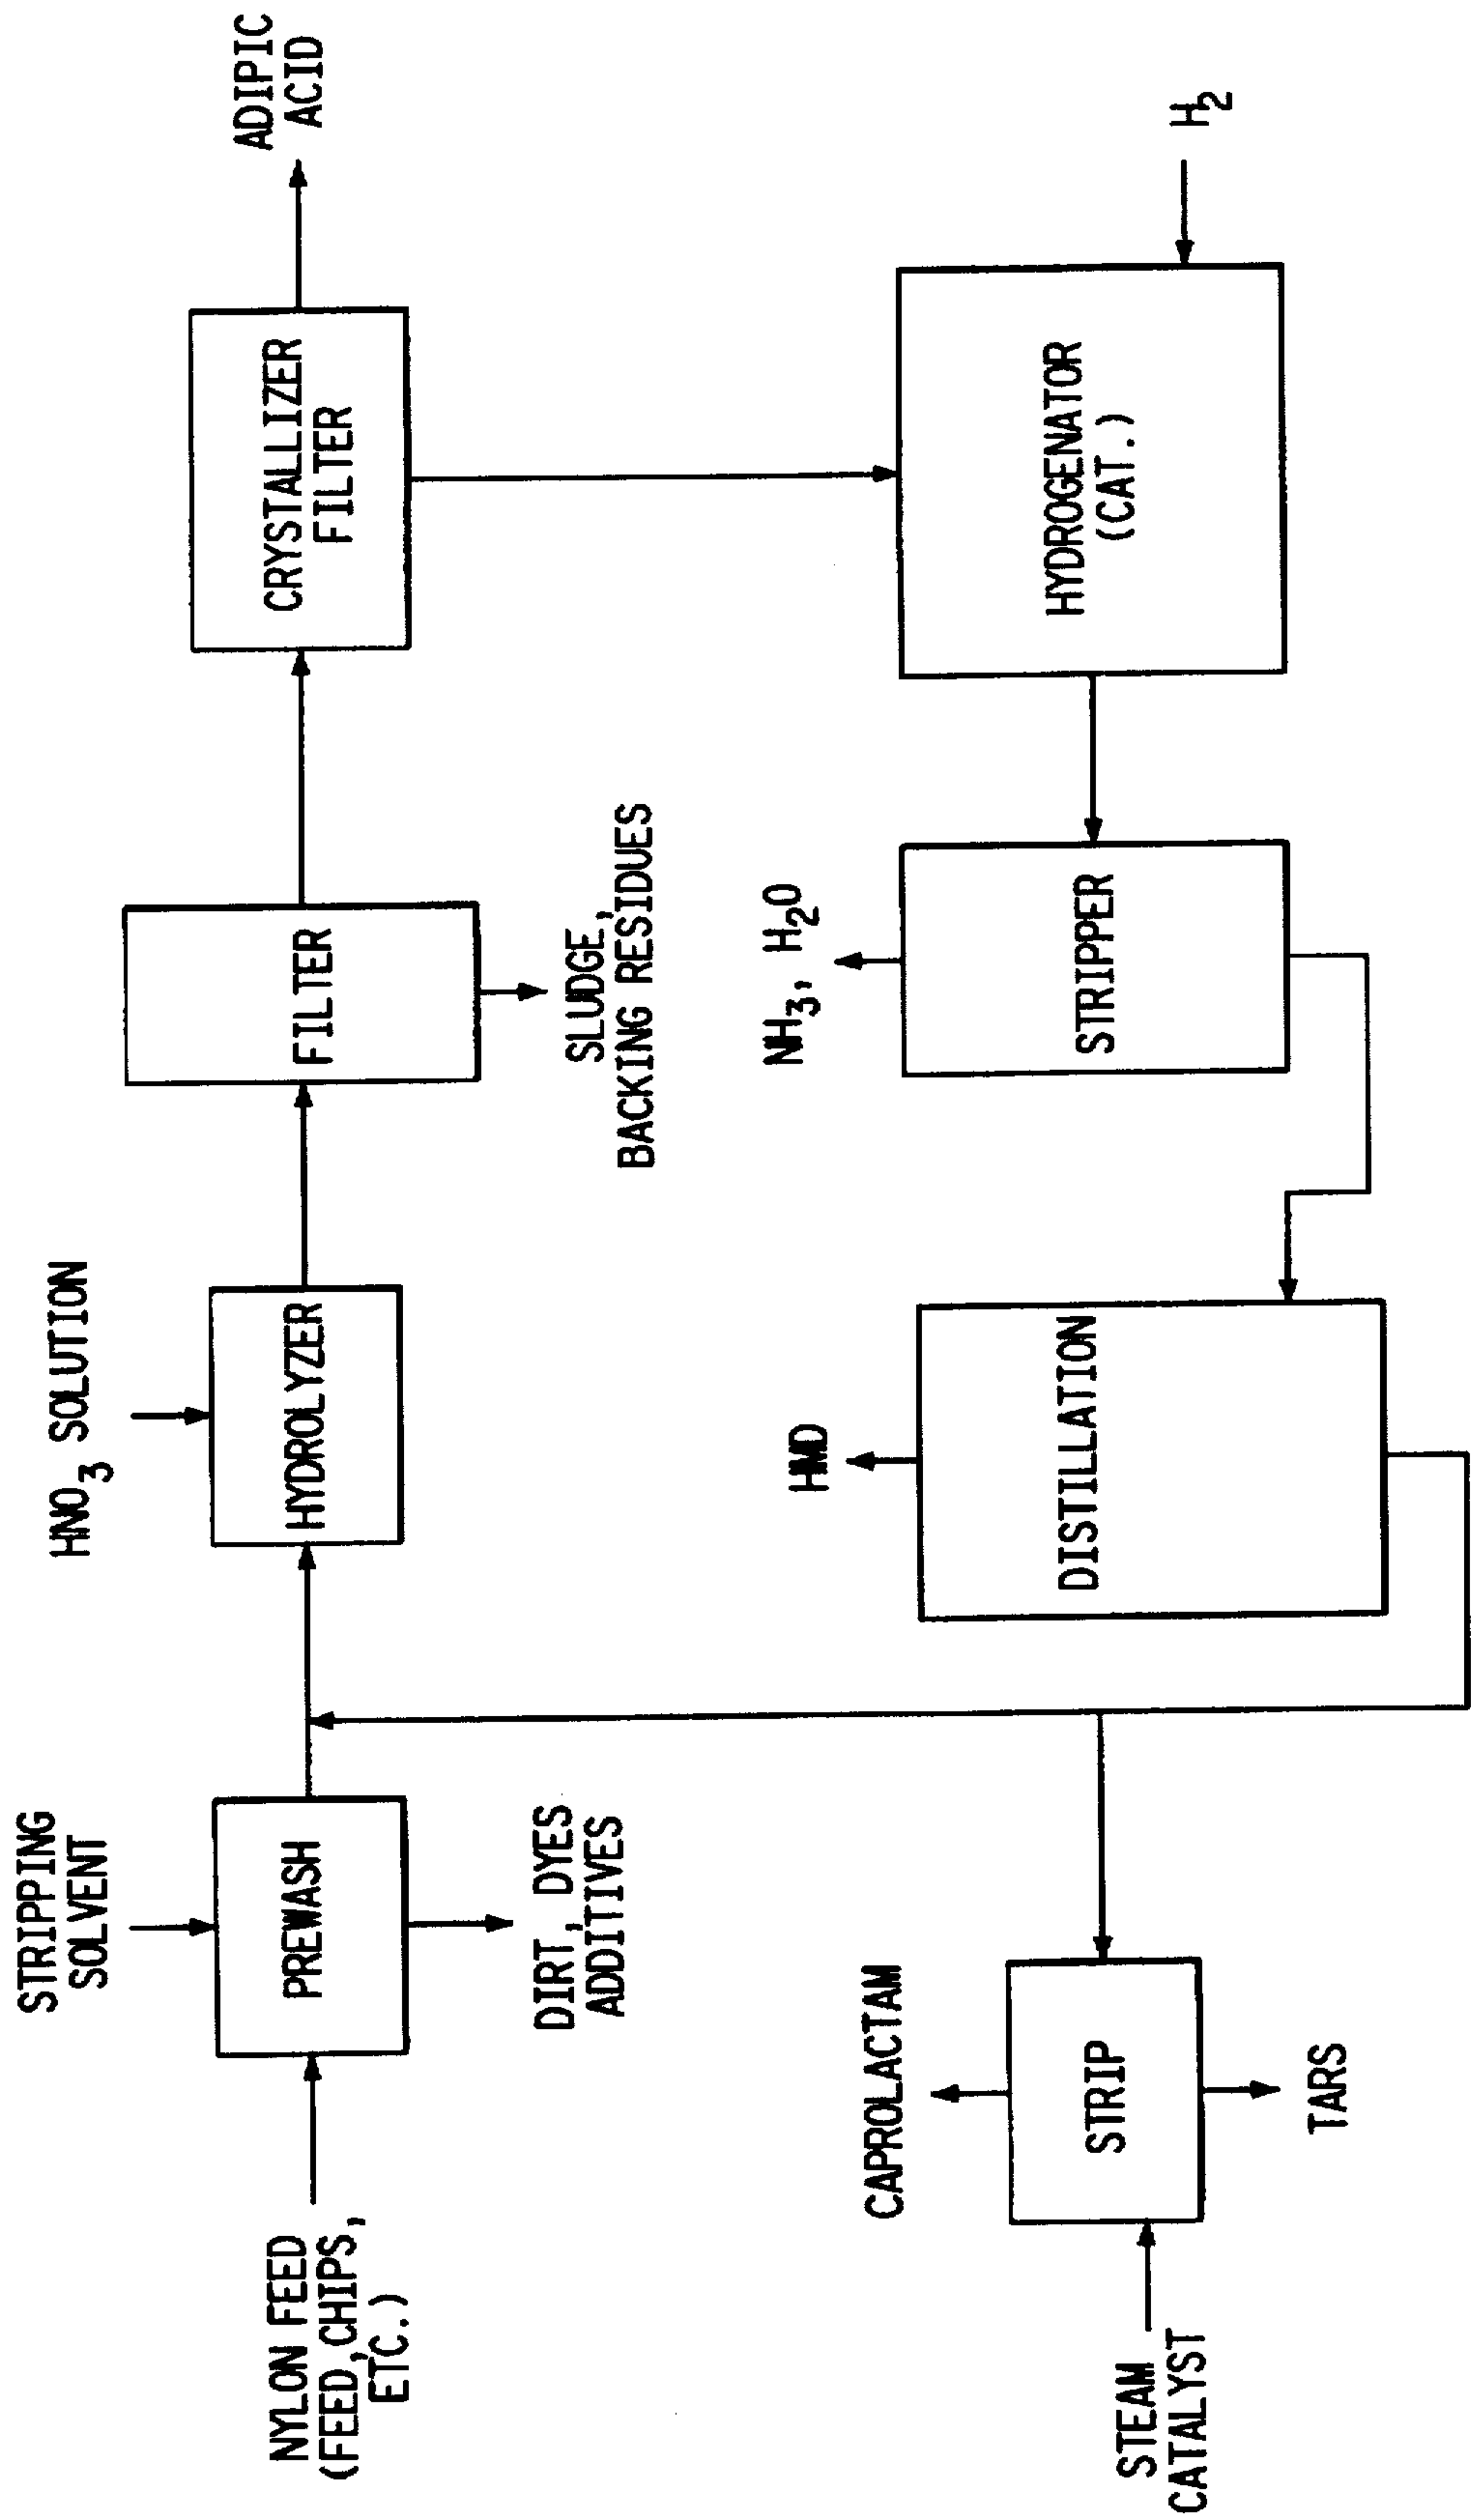 STRIPPING
SOLVENT
HNO3 SOLUTION
NYLON FEED
(FEED, CHIPS,
ETC.)
PREWASH
HYDROLYZER
FILTER
CRYSTALLIZER
FILTER
ADIPIC
ACID
DIRT, DYES
ADDITIVES
SLUDGE,
BACKING RESIDUES
CAPROLACTAM
HMD
NH3, H2O
STEAM
CATALYST
STRIP
DISTILLATION
STRIPPER
HYDROGENATOR
(CAT.)
H2
TARS